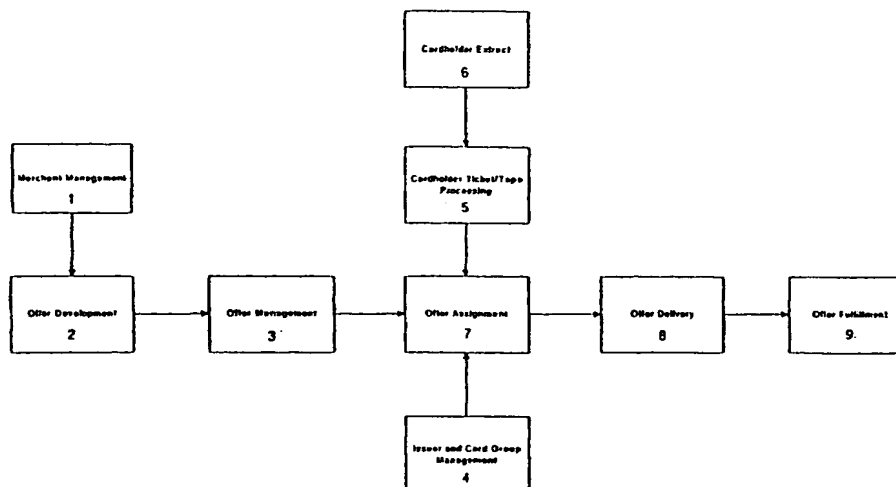 Cardholder Extract
6
Merchant Management
1
Cardholder Ticket/Tape
Processing
5
Offer Development
2
Offer Management
3
Offer Assignment
7
Offer Delivery
8
Offer Fulfillment
9.
Issuer and Card Group
Management
4